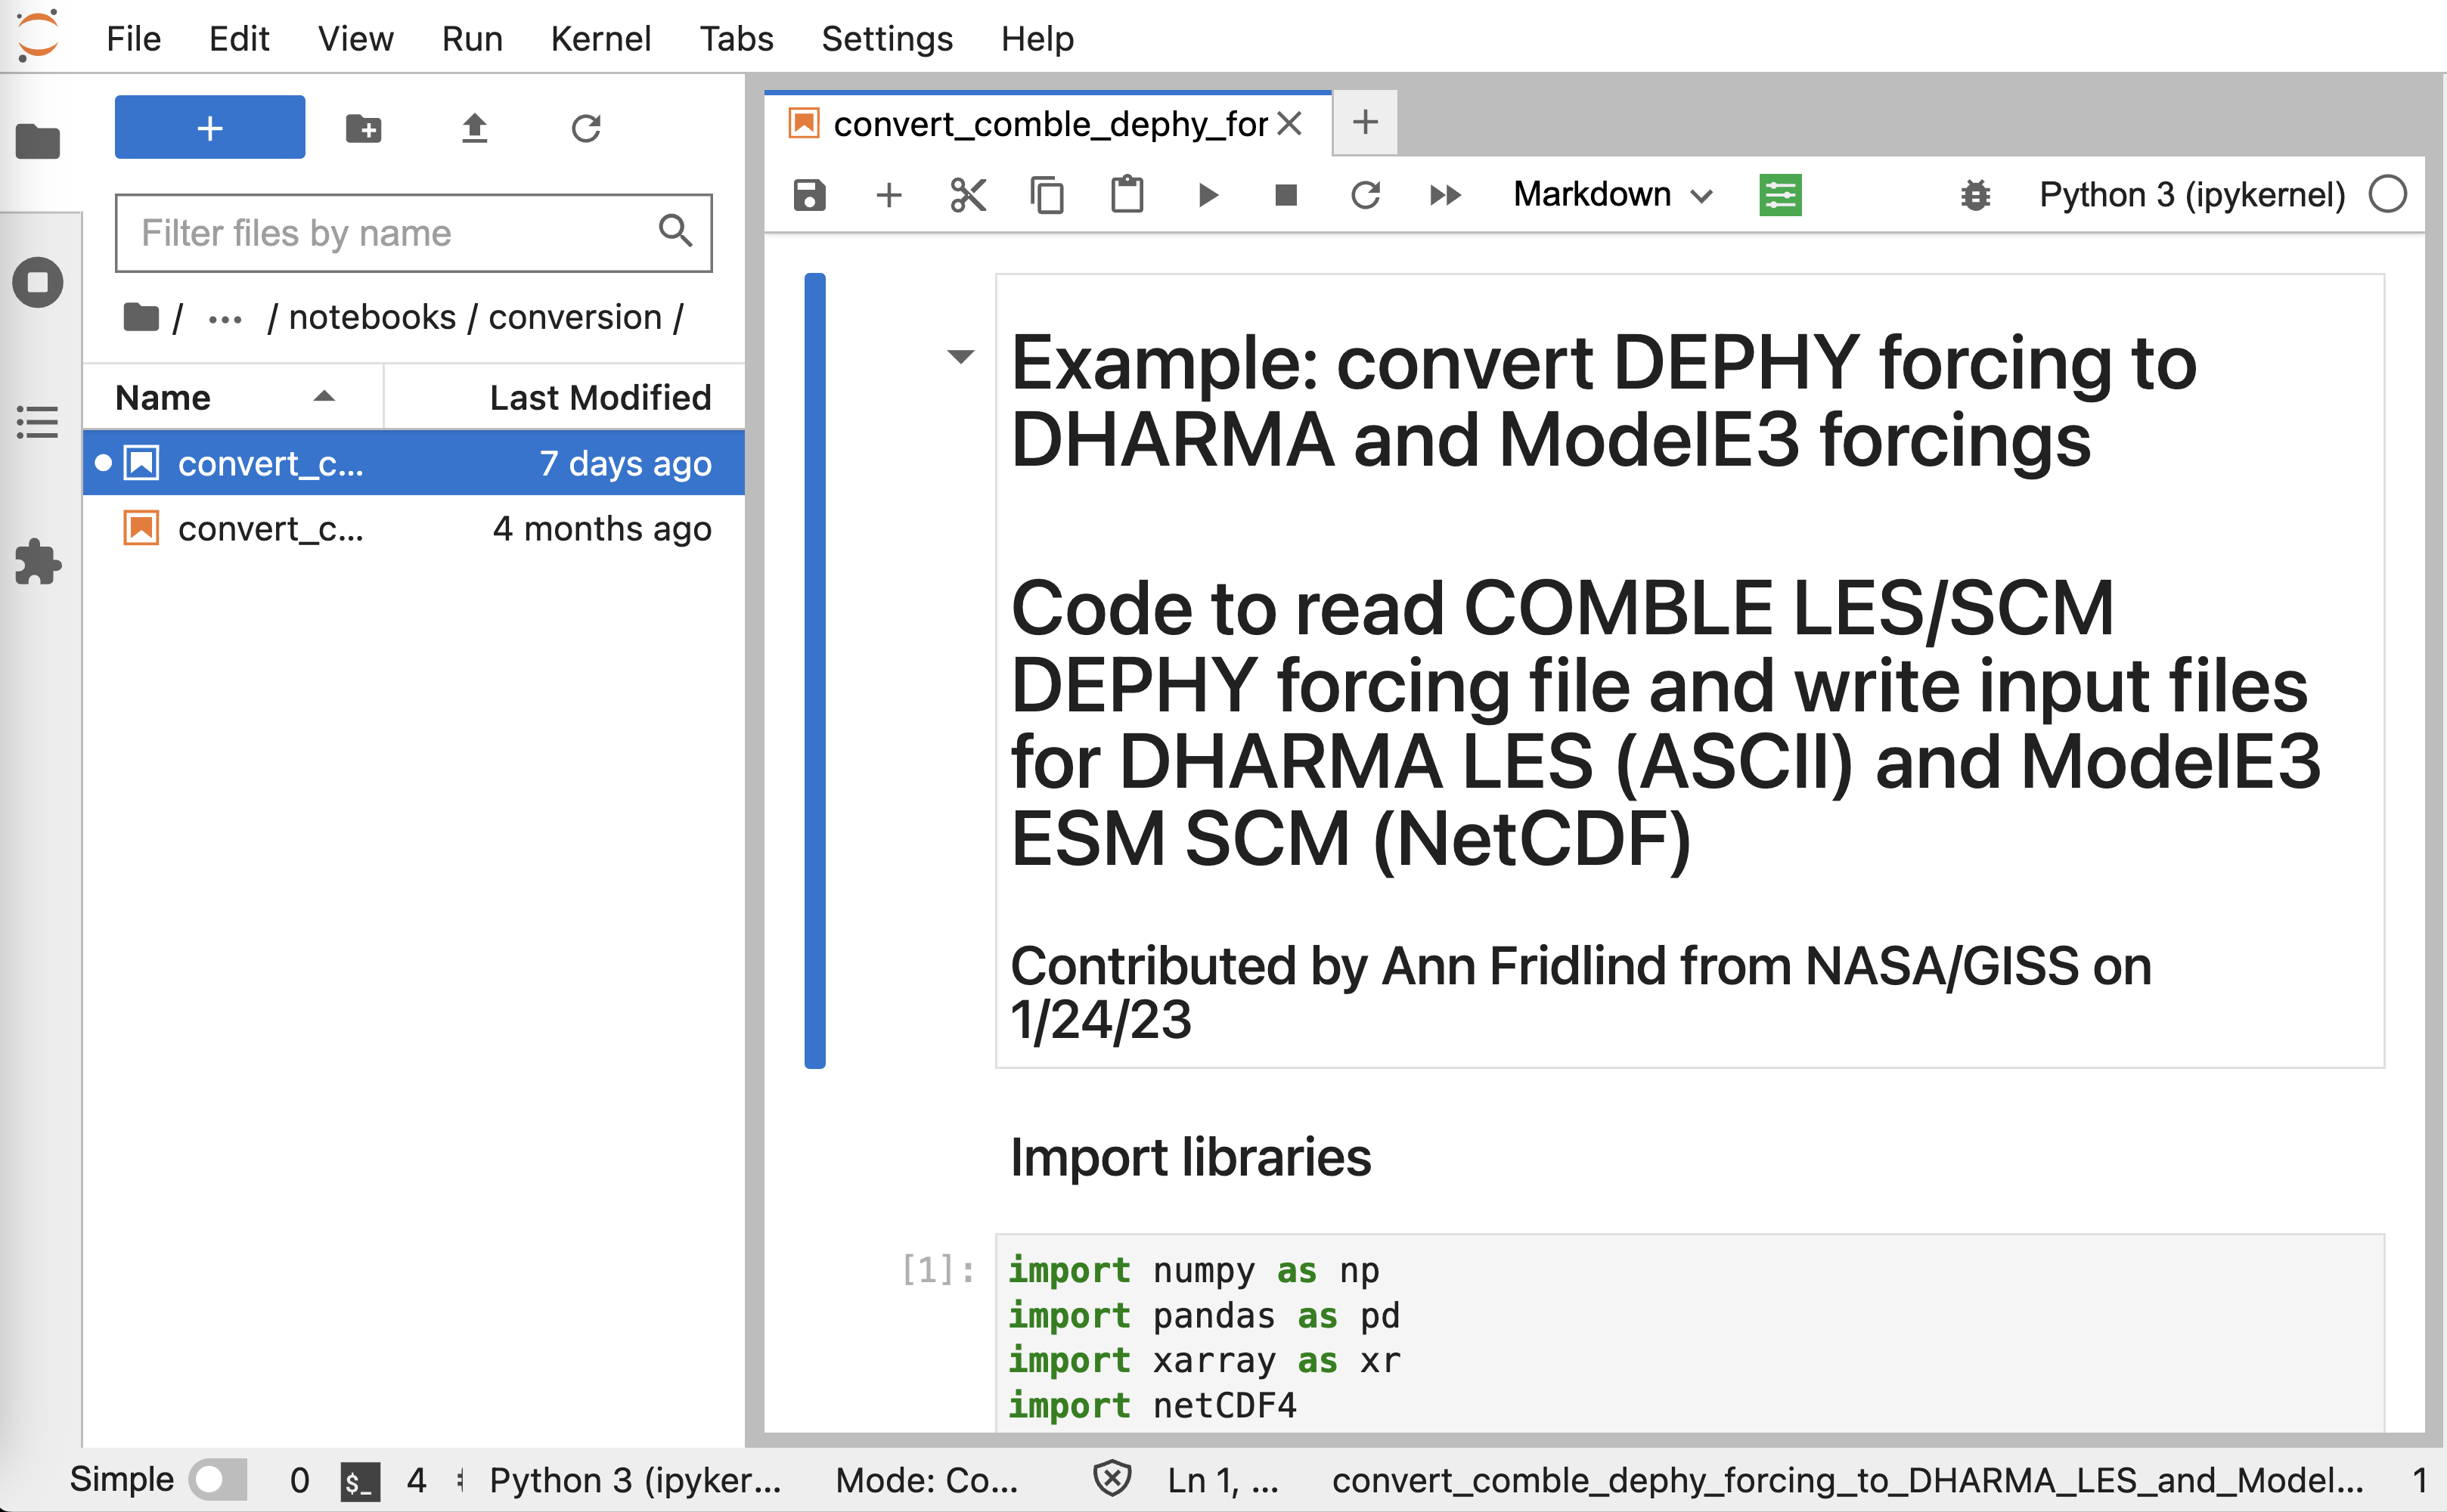 File Edit View Run Kernel Tabs Settings Help
+
Filter files by name
/ ... / notebooks / conversion /
Name Last Modified
convert_c... 7 days ago
convert_c... 4 months ago
convert_comble_dephy_for
Markdown Python 3 (ipykernel)
Example: convert DEPHY forcing to
DHARMA and ModelE3 forcings
Code to read COMBLE LES/SCM
DEPHY forcing file and write input files
for DHARMA LES (ASCII) and ModelE3
ESM SCM (NetCDF)
Contributed by Ann Fridlind from NASA/GISS on
1/24/23
Import libraries
[1]:
import numpy as np
import pandas as pd
import xarray as xr
import netCDF4
Simple 0 $_ 4 Python 3 (ipyker... Mode: Co... Ln 1, ... convert_comble_dephy_forcing_to_DHARMA_LES_and_Model... 1